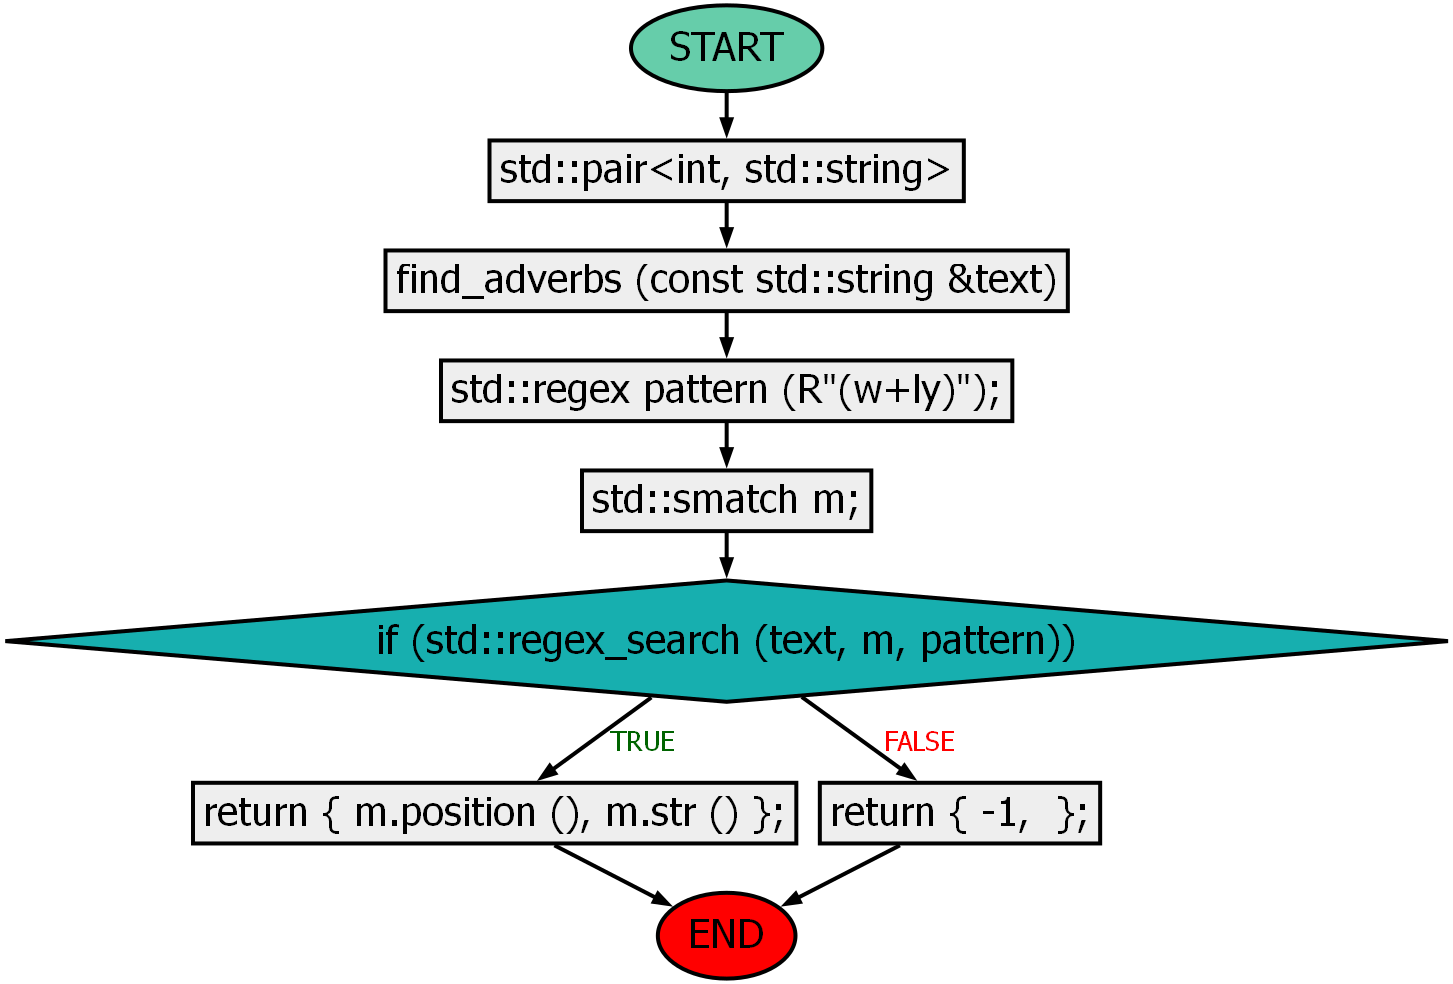 START
std::pair<int, std::string>
find_adverbs (const std::string &text)
std::regex pattern (R"(w+ly)");
std::smatch m;
if (std::regex_search (text, m, pattern))
TRUE
FALSE
return { m.position (), m.str () };
return { -1,  };
END